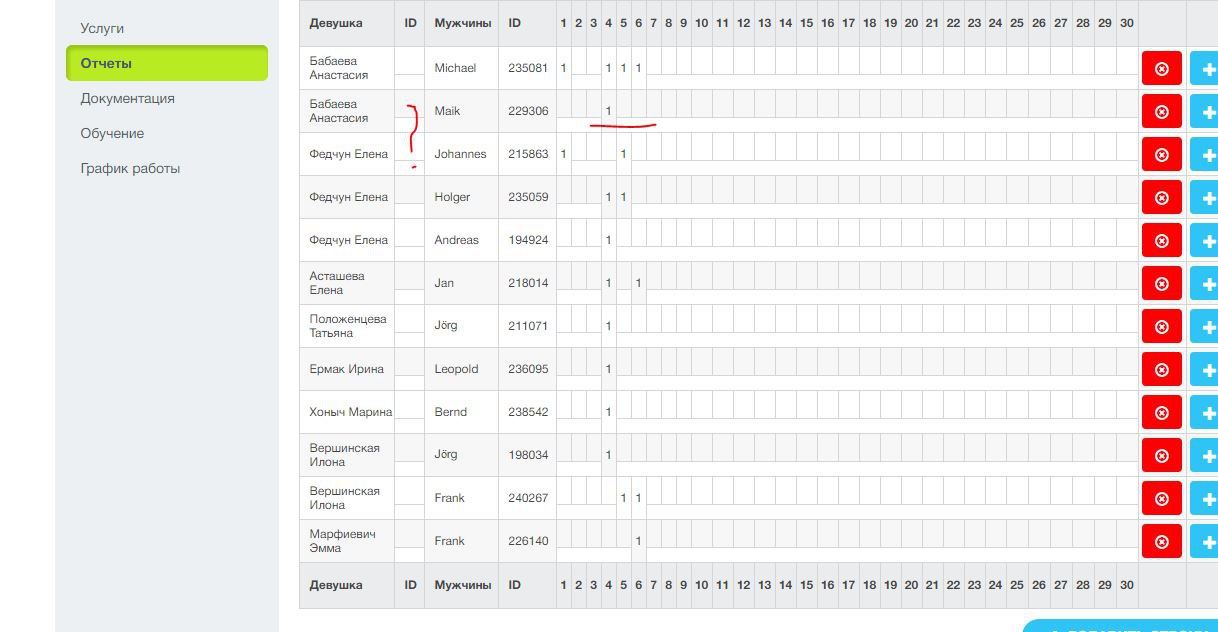 Услуги
Отчеты
Документация
Обучение
График работы
Девушка ID Мужчины ID 1 2 3 4 5 6 7 8 9 10 11 12 13 14 15 16 17 18 19 20 21 22 23 24 25 26 27 28 29 30
Бабаева
Анастасия
Michael 235081 1 1 1 1
Бабаева
Анастасия
Maik 229306 1
?
Федчун Елена Johannes 215863 1 1
Федчун Елена Holger 235059 1 1
Федчун Елена Andreas 194924 1
Асташева
Елена
Jan 218014 1 1
Положенцева
Татьяна
Jörg 211071 1
Ермак Ирина Leopold 236095 1
Хоныч Марина Bernd 238542 1
Вершинская
Илона
Jörg 198034 1
Вершинская
Илона
Frank 240267 1 1
Марфиевич
Эмма
Frank 226140 1
Девушка ID Мужчины ID 1 2 3 4 5 6 7 8 9 10 11 12 13 14 15 16 17 18 19 20 21 22 23 24 25 26 27 28 29 30